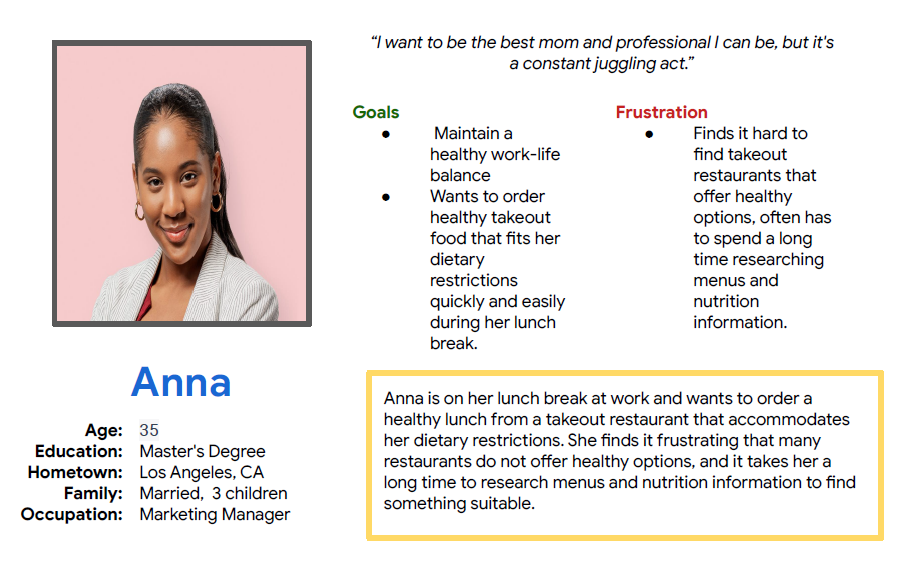 “I want to be the best mom and professional I can be, but it's
a constant juggling act.”
Goals
● Maintain a
healthy work-life
balance
● Wants to order
healthy takeout
food that fits her
dietary
restrictions
quickly and easily
during her lunch
break.
Frustration
● Finds it hard to
find takeout
restaurants that
offer healthy
options, often has
to spend a long
time researching
menus and
nutrition
information.
Anna
Age: 35
Education: Master's Degree
Hometown: Los Angeles, CA
Family: Married, 3 children
Occupation: Marketing Manager
Anna is on her lunch break at work and wants to order a
healthy lunch from a takeout restaurant that accommodates
her dietary restrictions. She finds it frustrating that many
restaurants do not offer healthy options, and it takes her a
long time to research menus and nutrition information to find
something suitable.